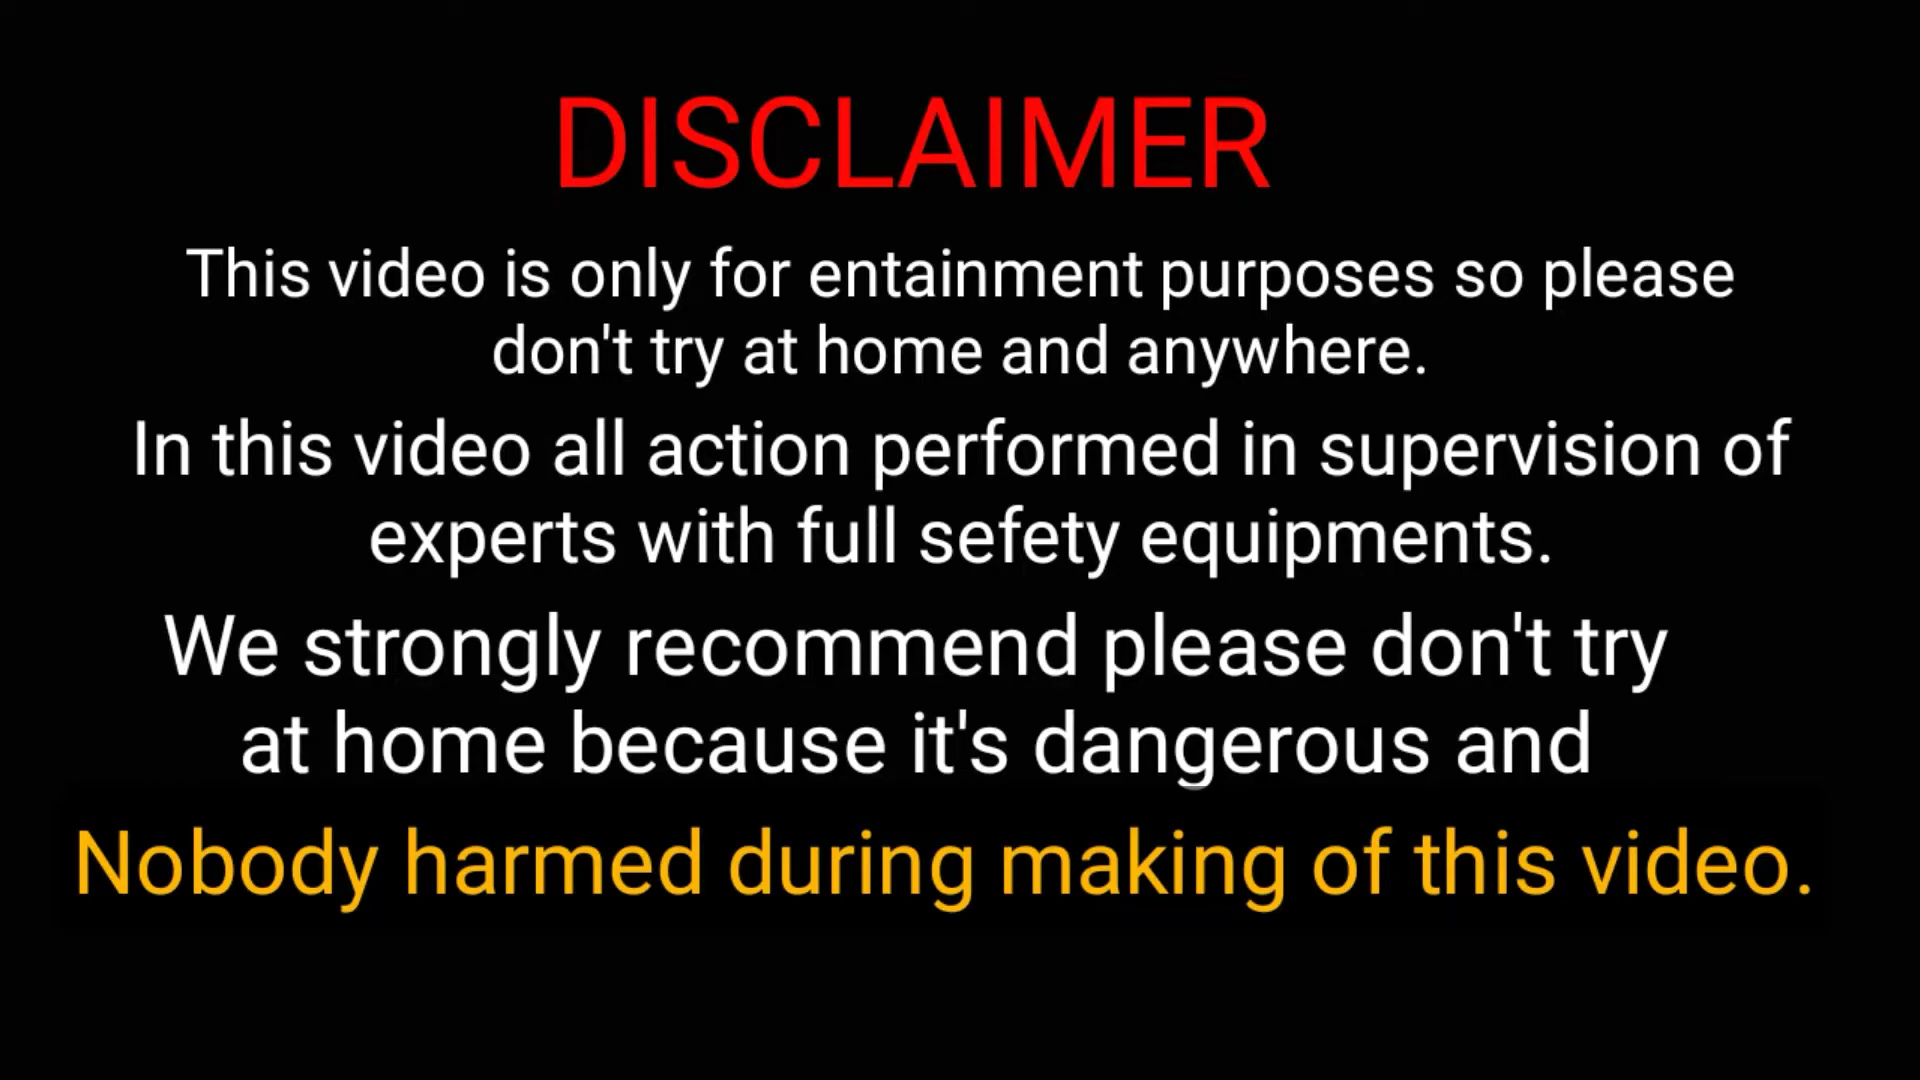 DISCLAIMER
This video is only for entainment purposes so please
don't try at home and anywhere.
In this video all action performed in supervision of
experts with full sefety equipments.
We strongly recommend please don't try
at home because it's dangerous and
Nobody harmed during making of this video.